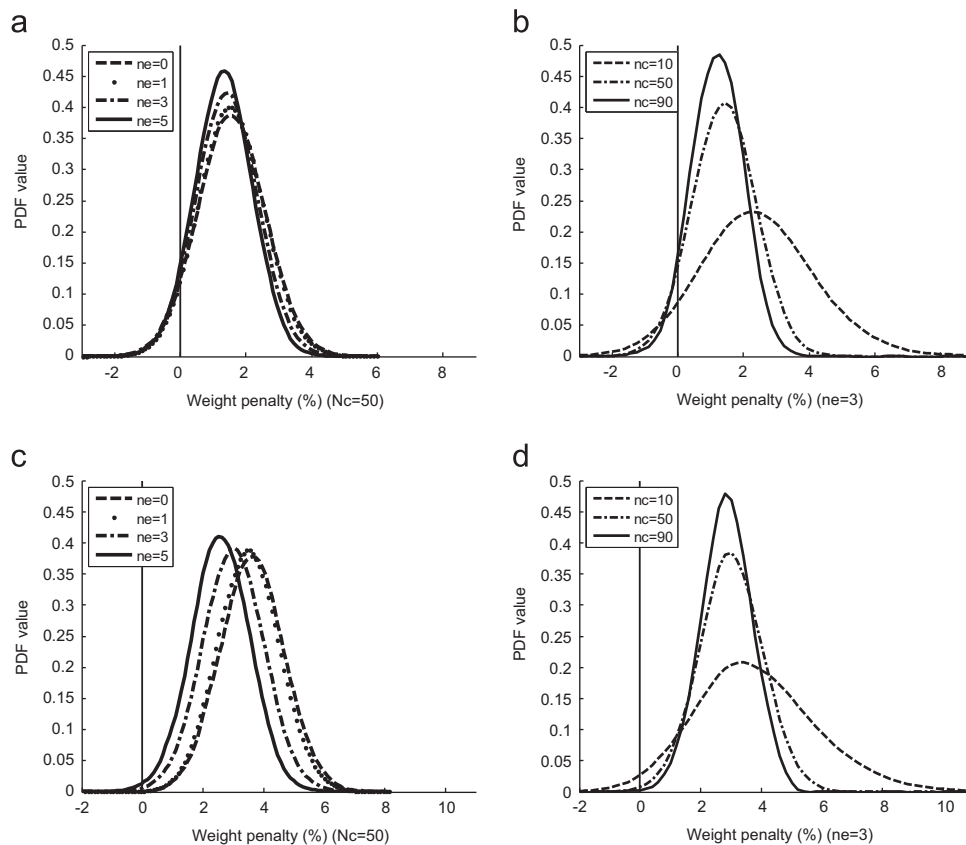 a
0.5
0.45
0.4
0.35
0.3
0.25
0.2
0.15
0.1
0.05
0
PDF value
ne=0
ne=1
ne=3
ne=5
-2 0 2 4 6 8
Weight penalty (%) (Nc=50)
b
0.5
0.45
0.4
0.35
0.3
0.25
0.2
0.15
0.1
0.05
0
PDF value
nc=10
nc=50
nc=90
-2 0 2 4 6 8
Weight penalty (%) (ne=3)
c
0.5
0.45
0.4
0.35
0.3
0.25
0.2
0.15
0.1
0.05
0
PDF value
ne=0
ne=1
ne=3
ne=5
-2 0 2 4 6 8 10
Weight penalty (%) (Nc=50)
d
0.5
0.45
0.4
0.35
0.3
0.25
0.2
0.15
0.1
0.05
0
PDF value
nc=10
nc=50
nc=90
-2 0 2 4 6 8 10
Weight penalty (%) (ne=3)